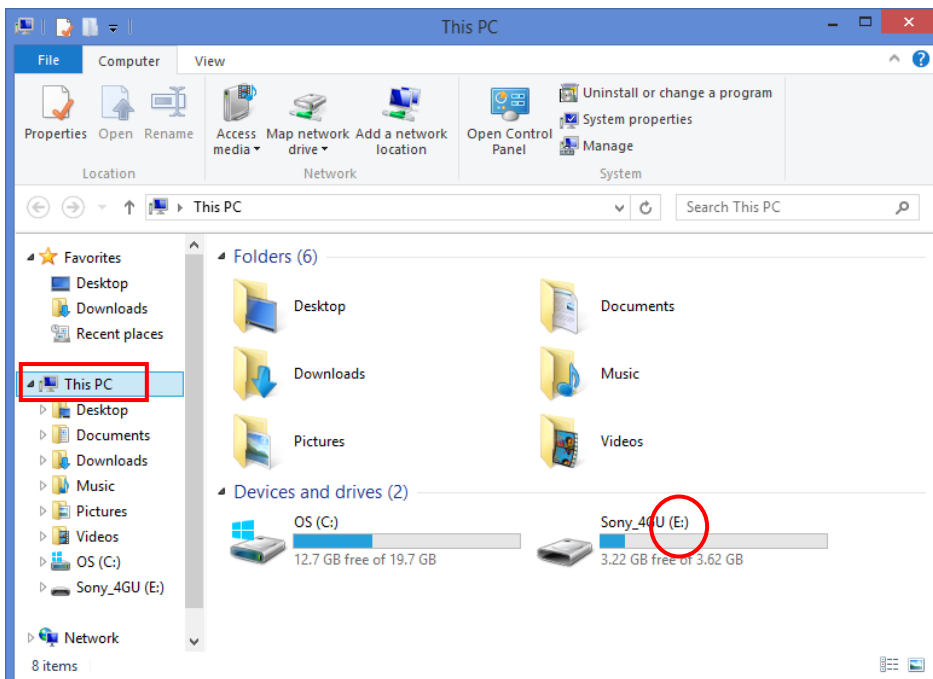 This PC
File Computer View
Properties Open Rename Access media Map network drive Add a network location Open Control Panel Uninstall or change a program
System properties
Manage
Location Network System
This PC Search This PC
Favorites
Desktop
Downloads
Recent places
This PC
Desktop
Documents
Downloads
Music
Pictures
Videos
OS (C:)
Sony_4GU (E:)
Network
Folders (6)
Desktop Documents
Downloads Music
Pictures Videos
Devices and drives (2)
OS (C:) Sony_4GU (E:)
12.7 GB free of 19.7 GB 3.22 GB free of 3.62 GB
8 items